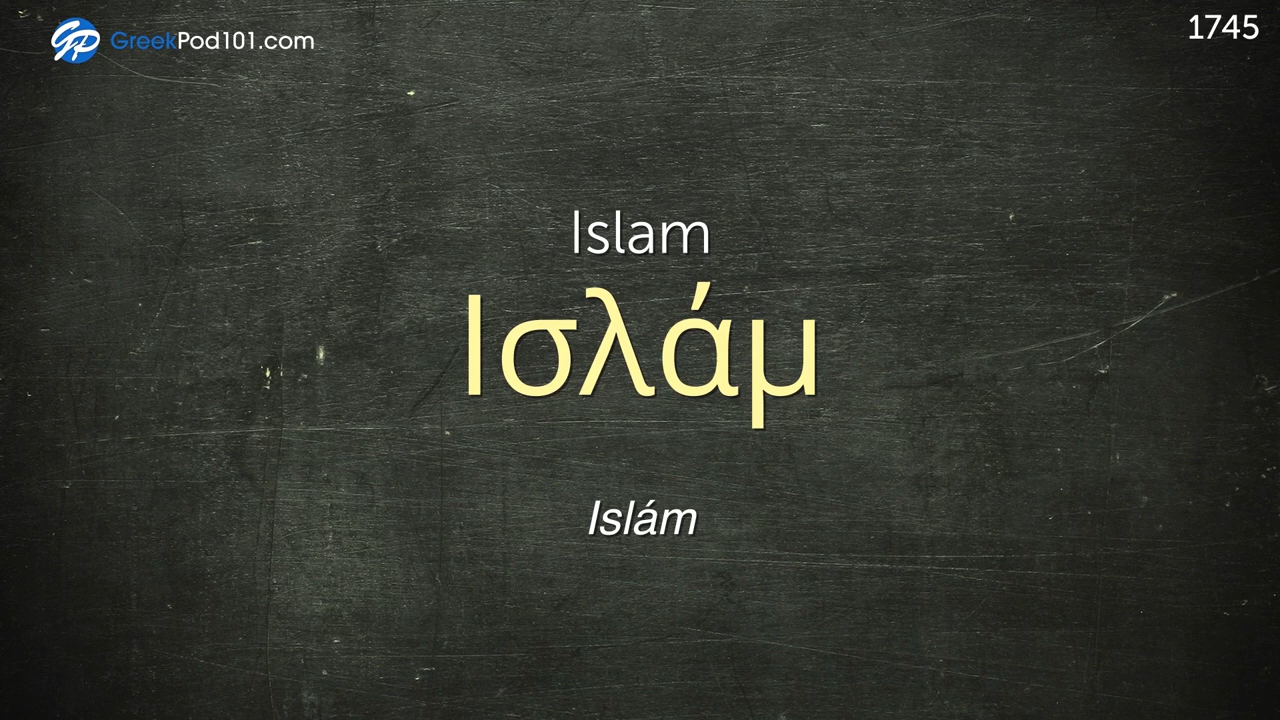 GreekPod101.com
1745
Islam
Ισλάμ
Islám